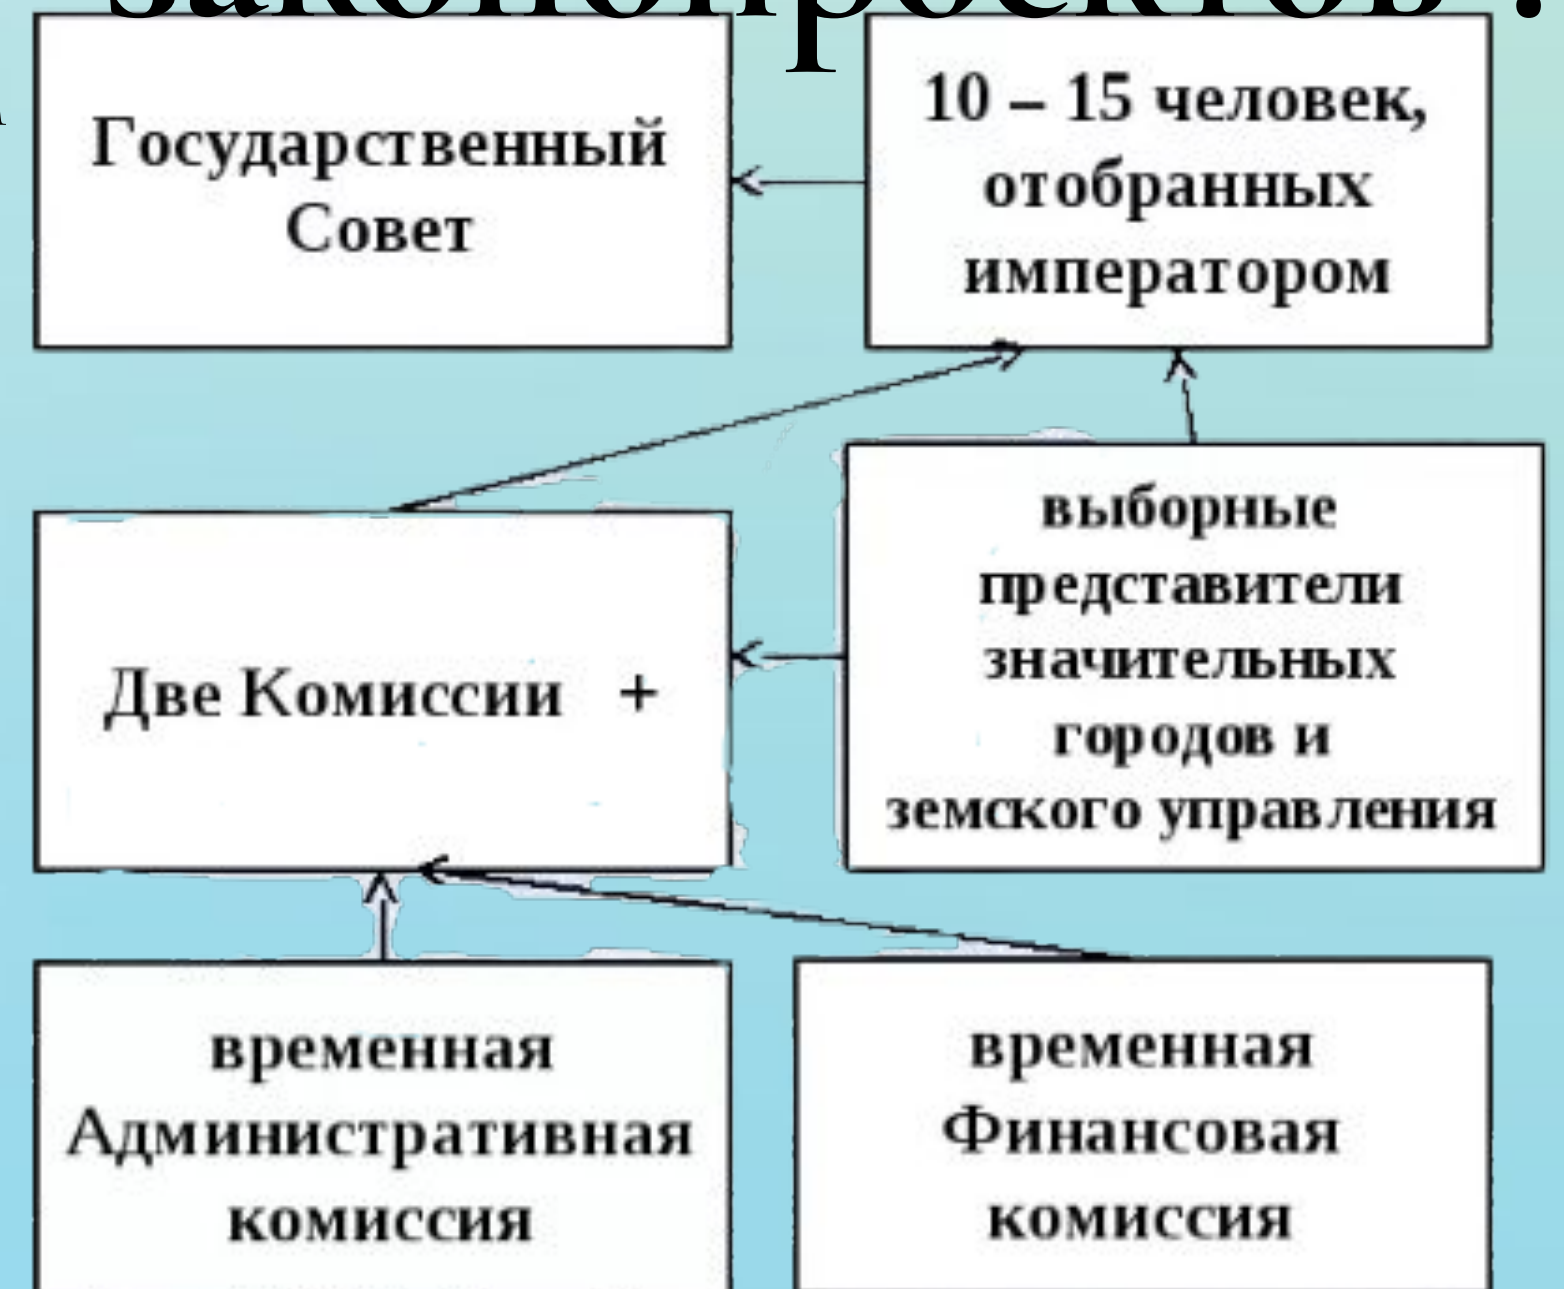 законопроектов".
Государственный
Совет
10 – 15 человек,
отобранных
императором
Две Комиссии +
выборные
представители
значительных
городов и
земского управления
временная
Административная
комиссия
временная
Финансовая
комиссия